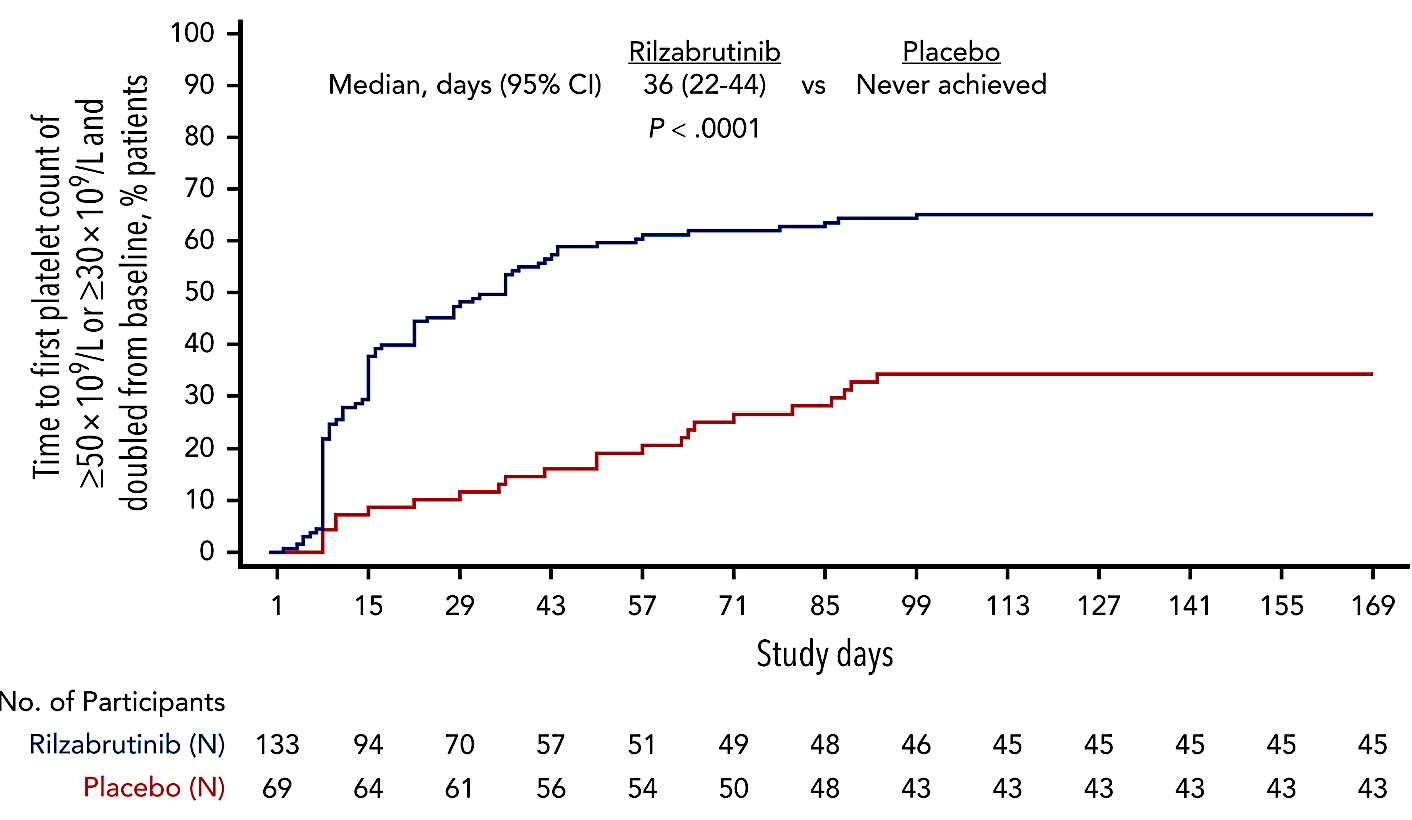 Time to first platelet count of
≥50×10⁹/L or ≥30×10⁹/L and
doubled from baseline, % patients
100
90
80
70
60
50
40
30
20
10
0
Rilzabrutinib Placebo
Median, days (95% CI) 36 (22-44) vs Never achieved
P < .0001
1 15 29 43 57 71 85 99 113 127 141 155 169
Study days
No. of Participants
Rilzabrutinib (N) 133 94 70 57 51 49 48 46 45 45 45 45 45
Placebo (N) 69 64 61 56 54 50 48 43 43 43 43 43 43